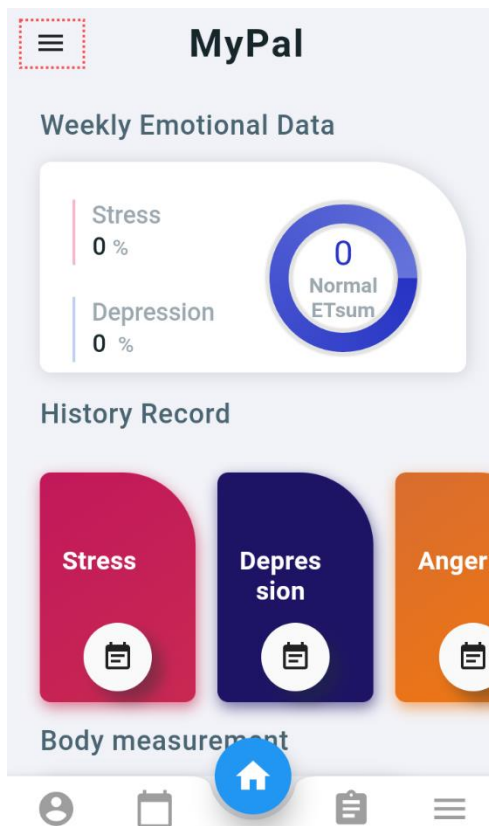 MyPal
Weekly Emotional Data
Stress
0 %
Depression
0 %
0
Normal
ETsum
History Record
Stress
Depres
sion
Anger
Body measurement